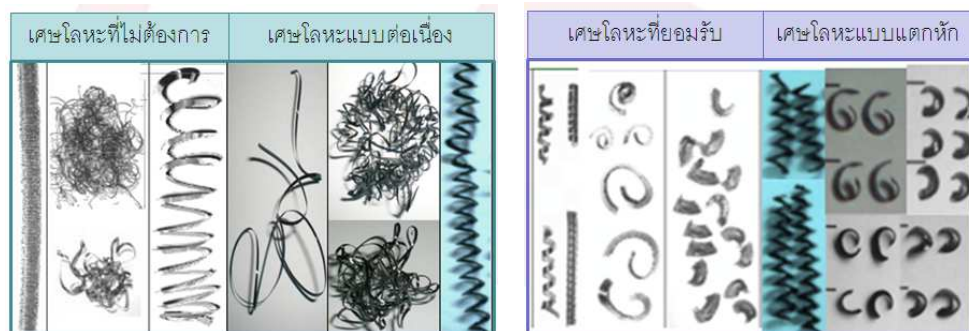 เศษโลหะที่ไม่ต้องการ
เศษโลหะแบบต่อเนื่อง
เศษโลหะที่ยอมรับ
เศษโลหะแบบแตกหัก